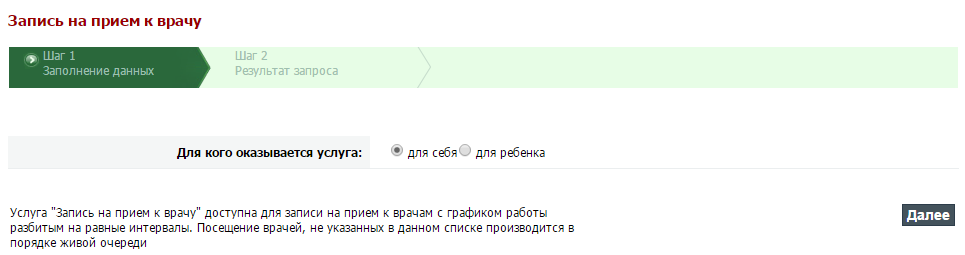 Запись на прием к врачу
Шаг 1
Заполнение данных
Шаг 2
Результат запроса
Для кого оказывается услуга: для себя для ребенка
Услуга "Запись на прием к врачу" доступна для записи на прием к врачам с графиком работы
разбитым на равные интервалы. Посещение врачей, не указанных в данном списке производится в
порядке живой очереди
Далее